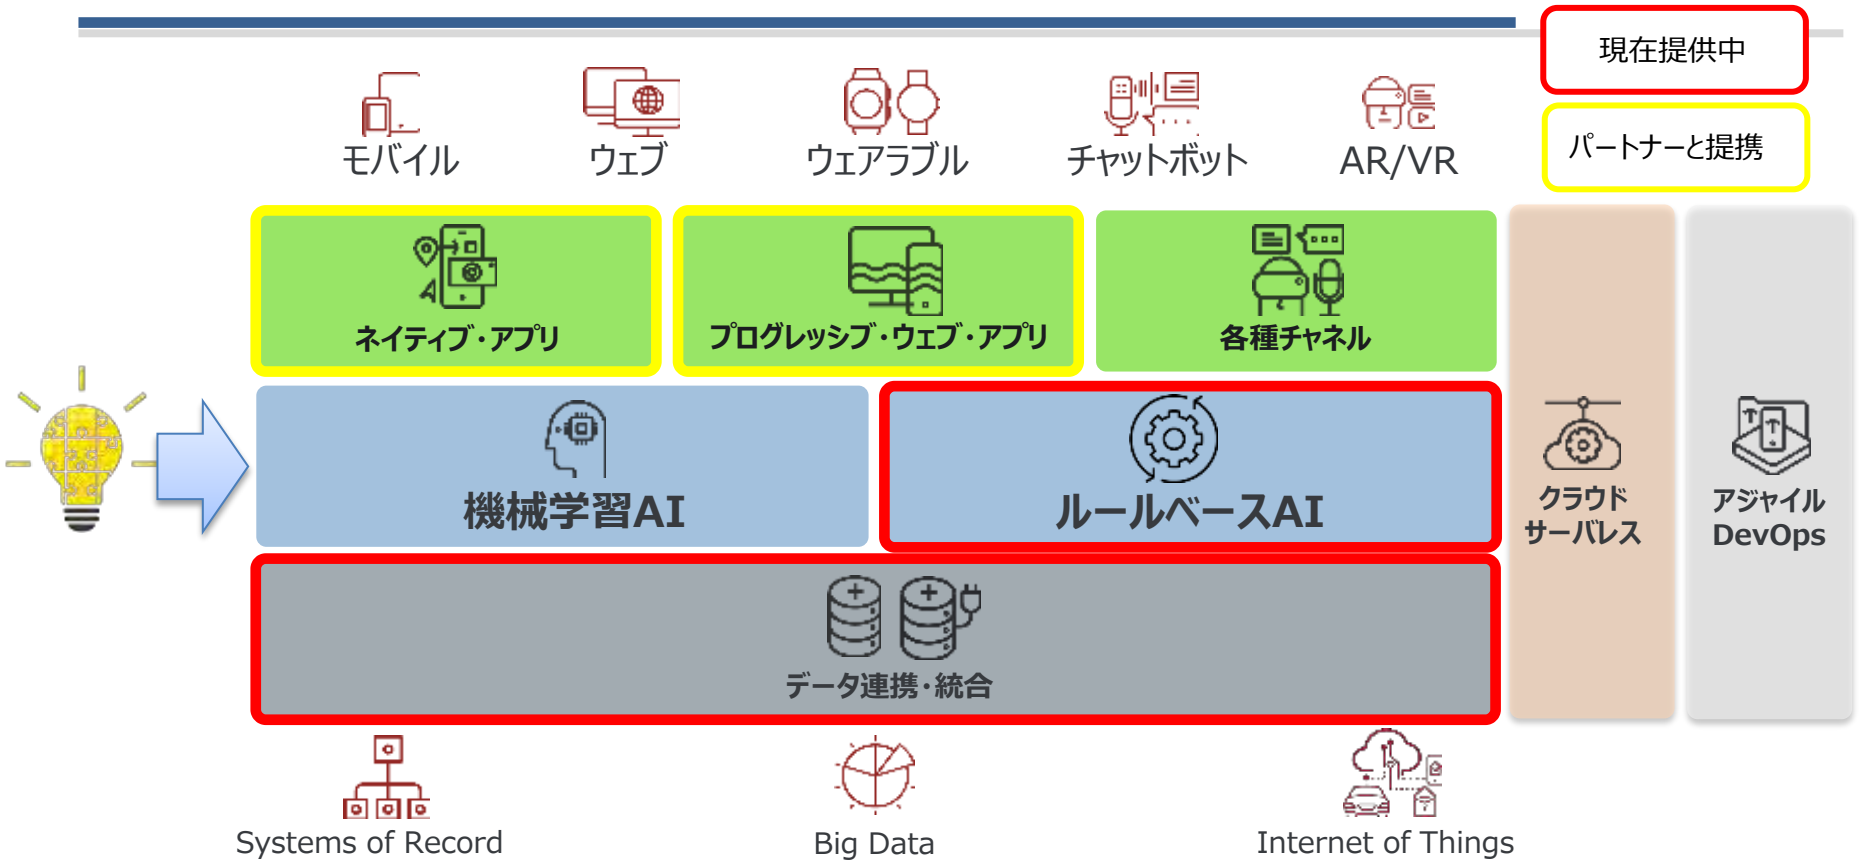 現在提供中
パートナーと提携
モバイル
ウェブ
ウェアラブル
チャットボット
AR/VR
ネイティブ・アプリ
プログレッシブ・ウェブ・アプリ
各種チャネル
機械学習AI
ルールベースAI
クラウド
サーバレス
アジャイル
DevOps
データ連携・統合
Systems of Record
Big Data
Internet of Things